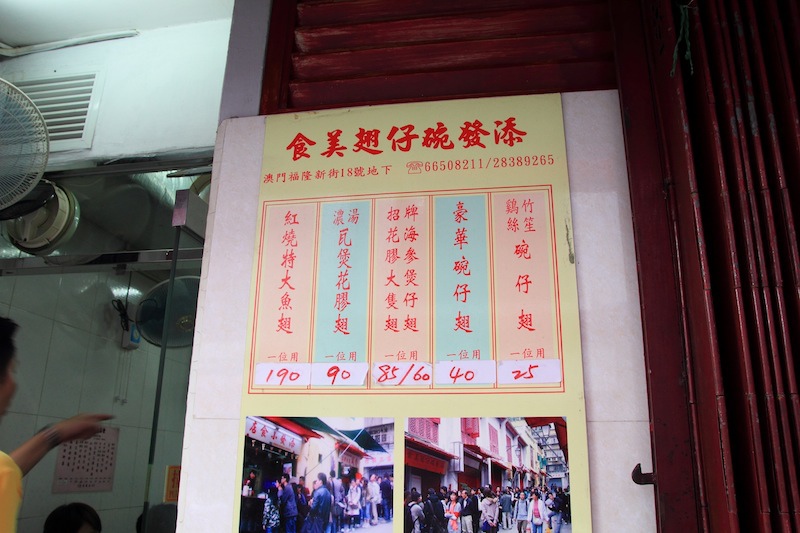 添發碗仔翅美食
澳門福隆新街18號地下 ☏66508211/28389265
竹笙
鷄絲
碗仔翅
一位用
25
豪華碗仔翅
一位用
40
招牌
海參煲仔翅
花膠大隻翅
一位用
85/60
濃湯
瓦煲花膠翅
一位用
90
紅燒特大魚翅
一位用
190